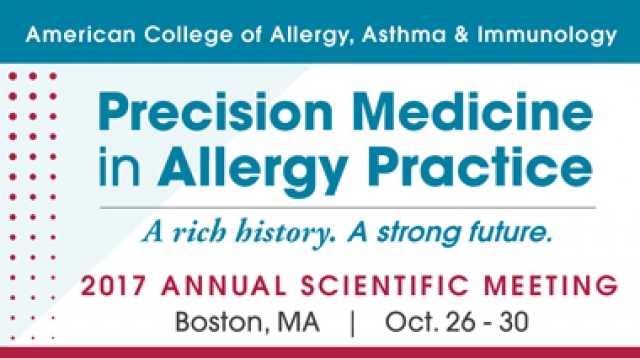 American College of Allergy, Asthma & Immunology
Precision Medicine
in Allergy Practice
A rich history. A strong future.
2017 ANNUAL SCIENTIFIC MEETING
Boston, MA | Oct. 26 - 30